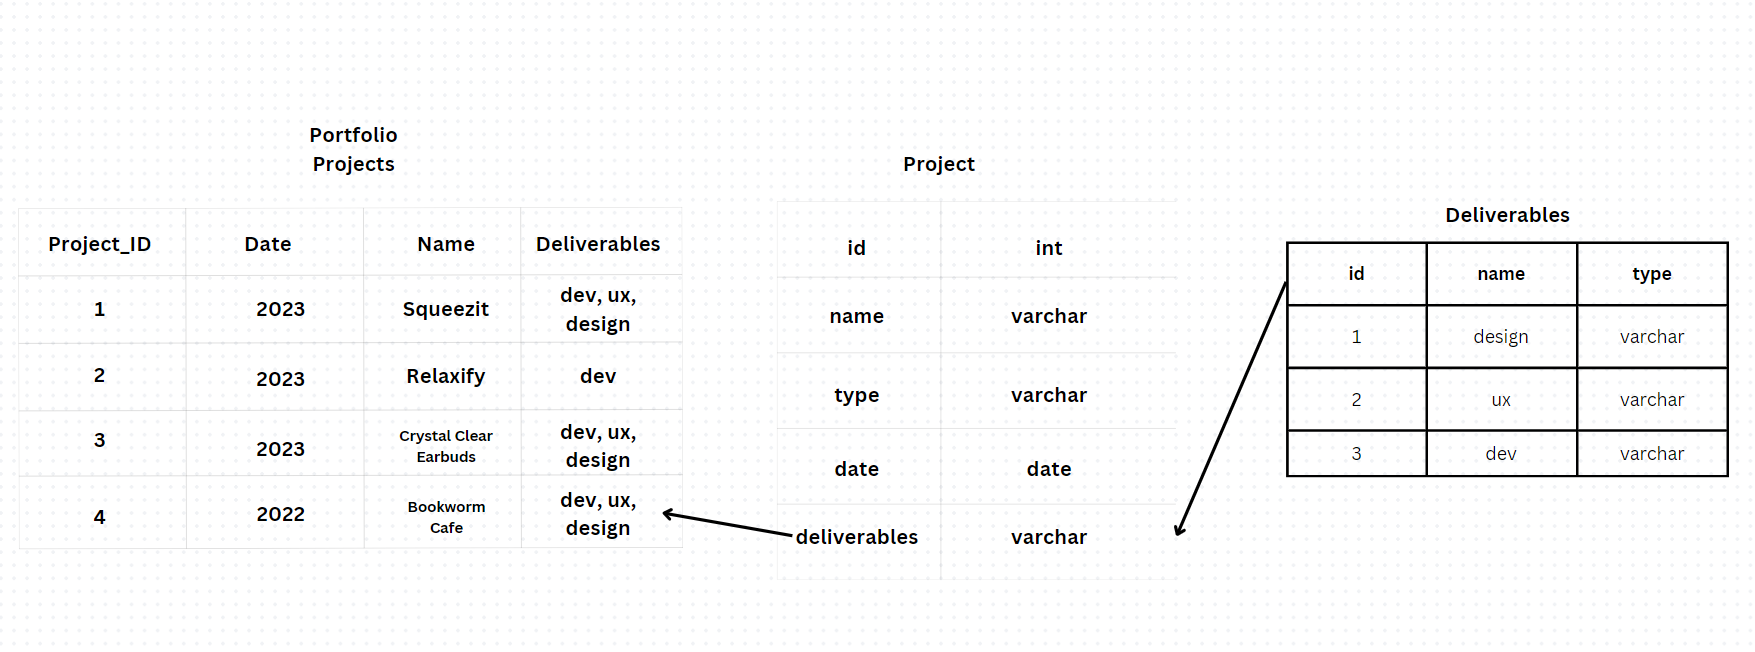 Portfolio
Projects
Project_ID Date Name Deliverables
1 2023 Squeezit dev, ux,
design
2 2023 Relaxify dev
3 2023 Crystal Clear
Earbuds dev, ux,
design
4 2022 Bookworm
Cafe dev, ux,
design
Project
id int
name varchar
type varchar
date date
deliverables varchar
Deliverables
id name type
1 design varchar
2 ux varchar
3 dev varchar